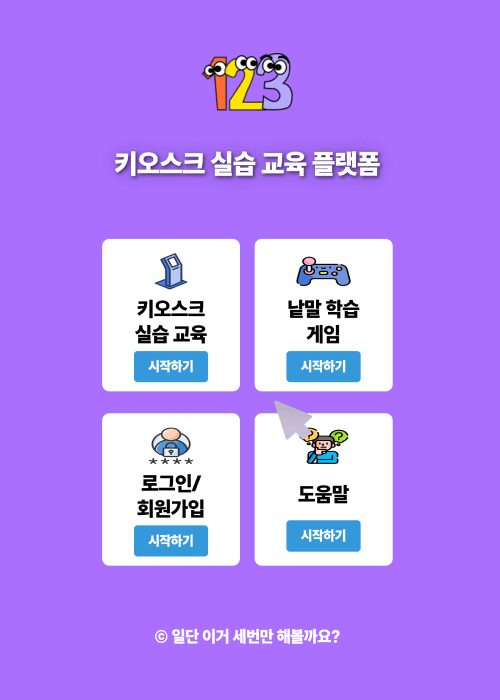 123
키오스크 실습 교육 플랫폼
키오스크
실습 교육
시작하기
낱말 학습
게임
시작하기
****
로그인/
회원가입
시작하기
? ?
도움말
시작하기
© 일단 이거 세번만 해볼까요?